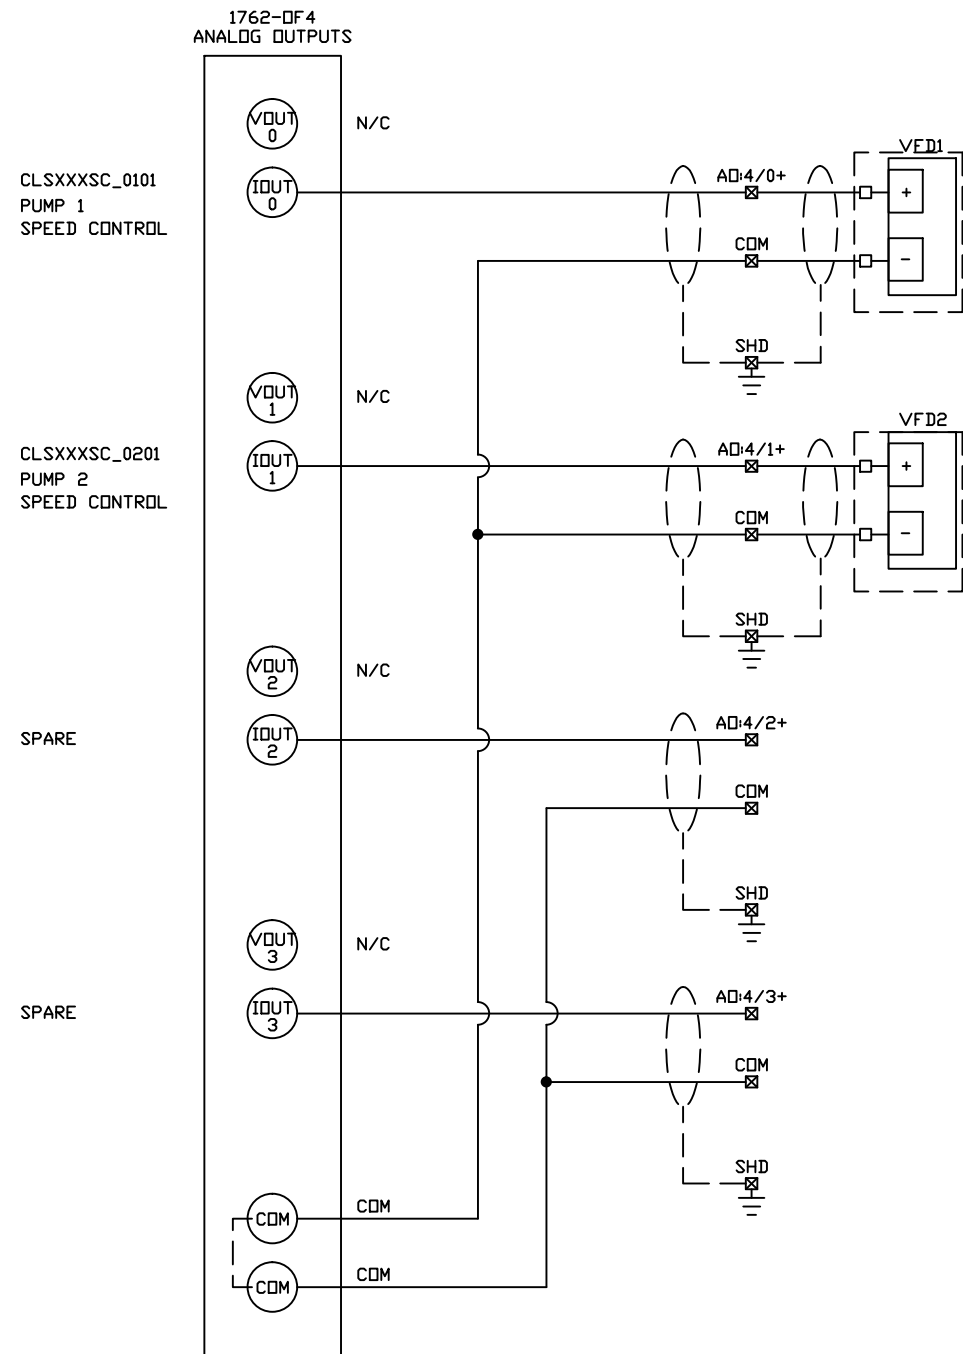 1762-OF4
ANALOG OUTPUTS
VOUT
0
N/C
VFD1
CLSXXXSC_0101
PUMP 1
SPEED CONTROL
IOUT
0
AO:4/0+
+
COM
-
SHD
VOUT
1
N/C
VFD2
CLSXXXSC_0201
PUMP 2
SPEED CONTROL
IOUT
1
AO:4/1+
+
COM
-
SHD
VOUT
2
N/C
SPARE
IOUT
2
AO:4/2+
COM
SHD
VOUT
3
N/C
SPARE
IOUT
3
AO:4/3+
COM
SHD
COM
COM
COM
COM